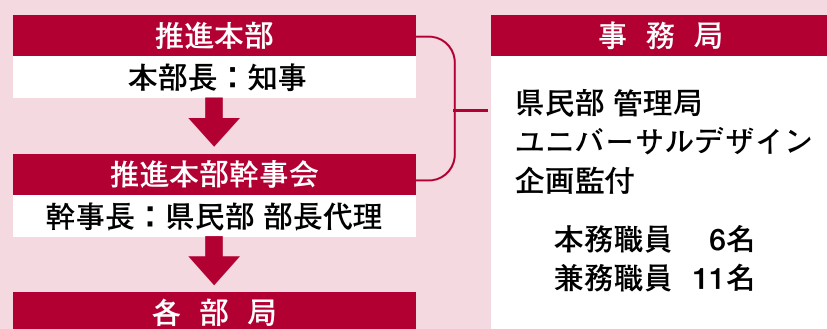 推進本部
本部長：知事
推進本部幹事会
幹事長：県民部 部長代理
各 部 局
事 務 局
県民部 管理局
ユニバーサルデザイン
企画監付
本務職員 6名
兼務職員 11名